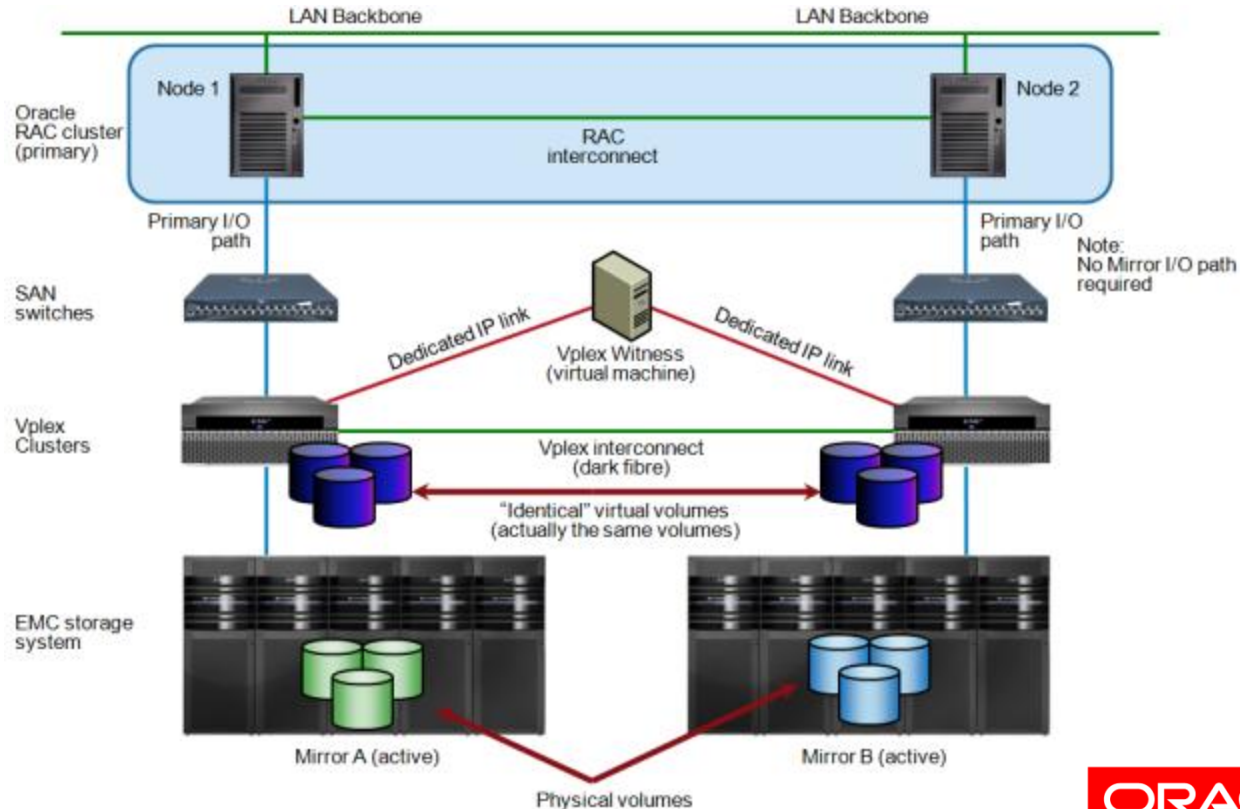 LAN Backbone
LAN Backbone
Node 1
Node 2
Oracle
RAC cluster
(primary)
RAC
interconnect
Primary I/O
path
Primary I/O
path
Note:
No Mirror I/O path
required
SAN
switches
Dedicated IP link
Dedicated IP link
Vplex Witness
(virtual machine)
Vplex
Clusters
Vplex interconnect
(dark fibre)
"Identical" virtual volumes
(actually the same volumes)
EMC storage
system
Mirror A (active)
Mirror B (active)
Physical volumes